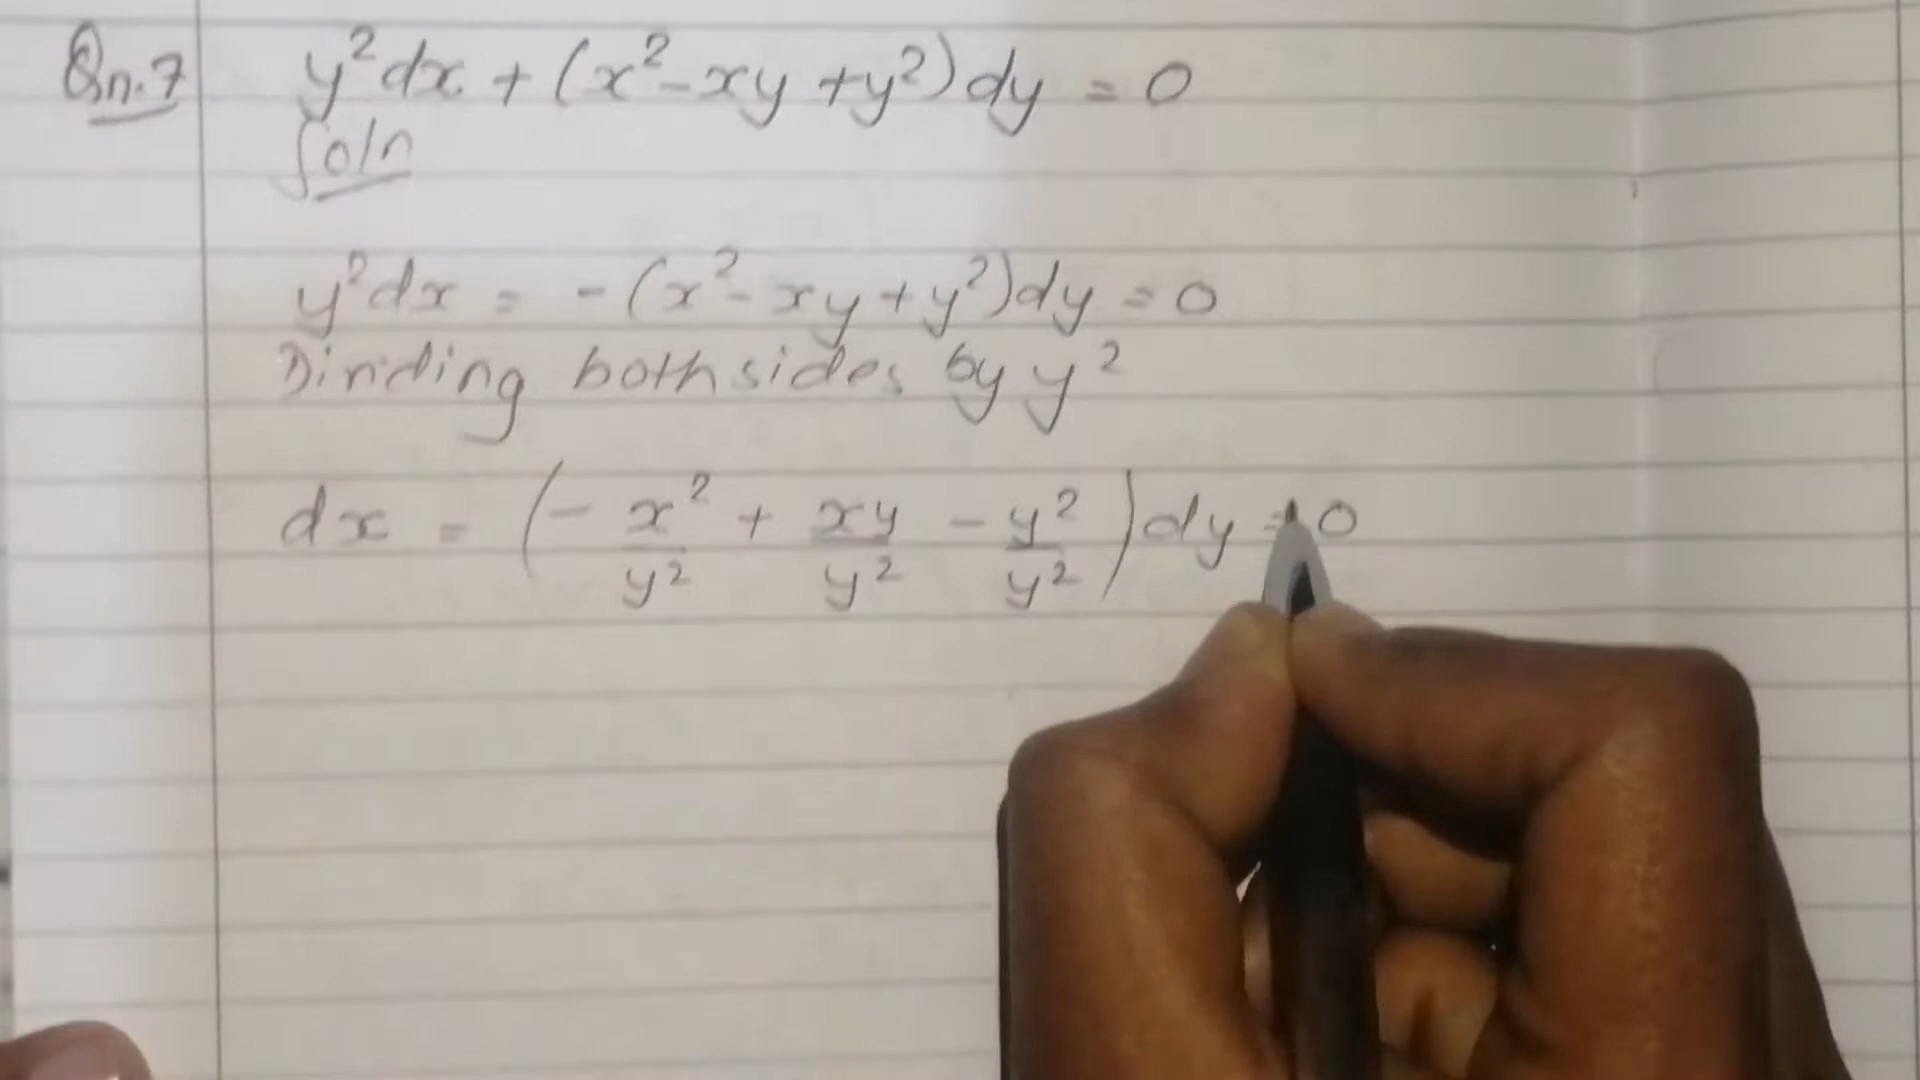 Qn.7 y²dx + (x² - xy + y²)dy = 0
Soln
y²dx = -(x² - xy + y²)dy = 0
Dividing both sides by y²
dx = (- x²/y² + xy/y² - y²/y²)dy = 0